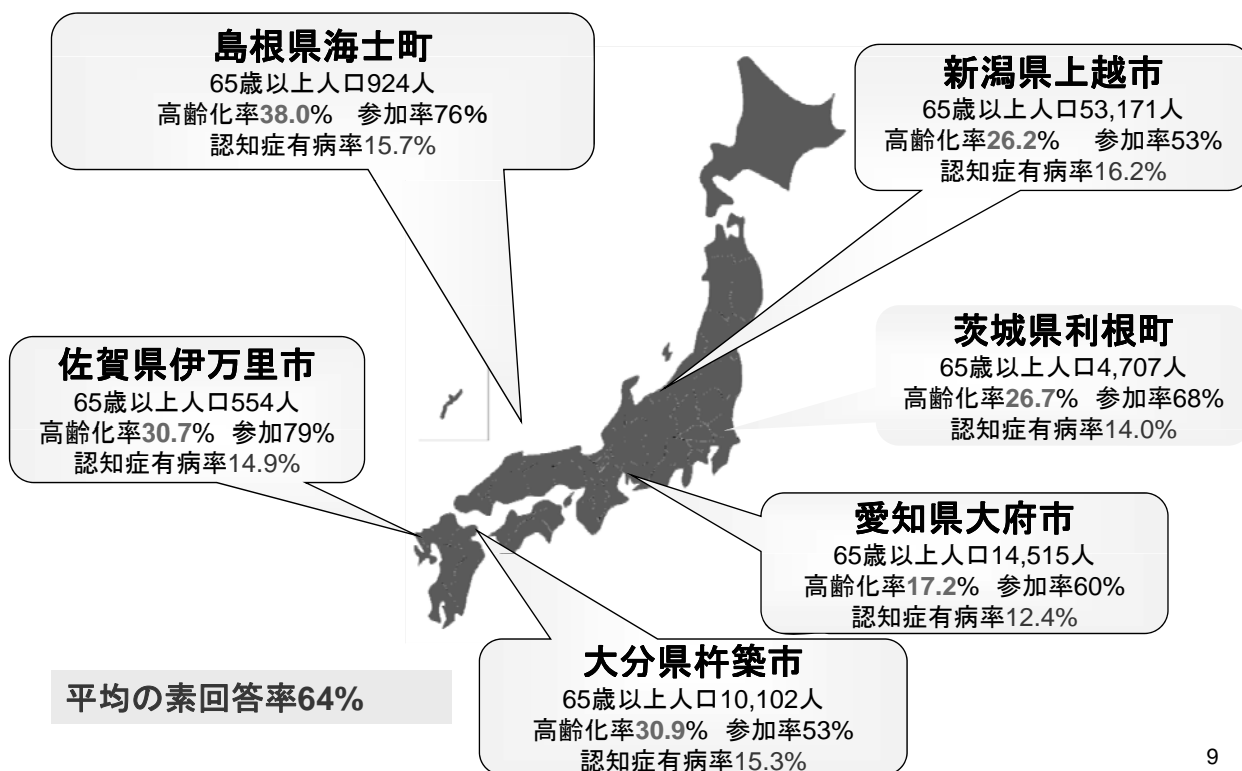 島根県海士町
65歳以上人口924人
高齢化率38.0% 参加率76%
認知症有病率15.7%
新潟県上越市
65歳以上人口53,171人
高齢化率26.2% 参加率53%
認知症有病率16.2%
茨城県利根町
65歳以上人口4,707人
高齢化率26.7% 参加率68%
認知症有病率14.0%
佐賀県伊万里市
65歳以上人口554人
高齢化率30.7% 参加79%
認知症有病率14.9%
愛知県大府市
65歳以上人口14,515人
高齢化率17.2% 参加率60%
認知症有病率12.4%
大分県杵築市
65歳以上人口10,102人
高齢化率30.9% 参加率53%
認知症有病率15.3%
平均の素回答率64%
9